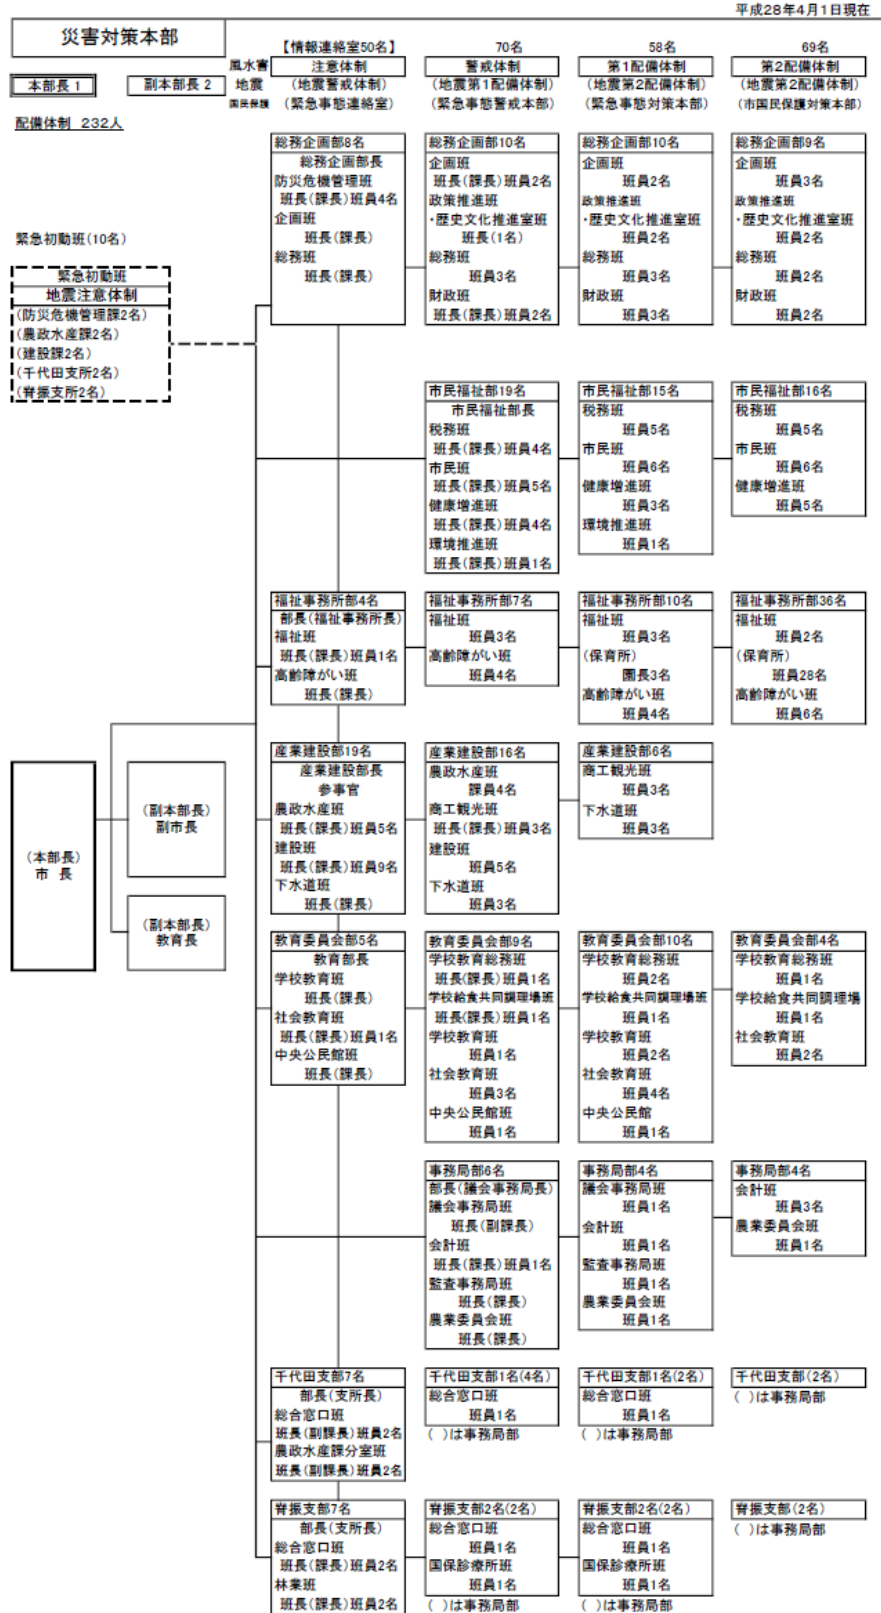 平成28年4月1日現在
災害対策本部
【情報連絡室50名】
70名
58名
69名
風水害
注意体制
警戒体制
第1配備体制
第2配備体制
本部長 1
副本部長 2
地震
(地震警戒体制)
(地震第1配備体制)
(地震第2配備体制)
(地震第2配備体制)
国民保護
(緊急事態連絡室)
(緊急事態警戒本部)
(緊急事態対策本部)
(市国民保護対策本部)
配備体制 232人
緊急初動班(10名)
緊急初動班
地震注意体制
(防災危機管理課2名)
(農政水産課2名)
(建設課2名)
(千代田支所2名)
(脊振支所2名)
(本部長)
市 長
(副本部長)
副市長
(副本部長)
教育長
総務企画部8名
総務企画部長
防災危機管理班
班長(課長)班員4名
企画班
班長(課長)
総務班
班長(課長)
総務企画部10名
企画班
班長(課長)班員2名
政策推進班
・歴史文化推進室班
班長(1名)
総務班
班員3名
財政班
班長(課長)班員2名
総務企画部10名
企画班
班員2名
政策推進班
・歴史文化推進室班
班員2名
総務班
班員3名
財政班
班員3名
総務企画部9名
企画班
班員3名
政策推進班
・歴史文化推進室班
班員2名
総務班
班員2名
財政班
班員2名
市民福祉部19名
市民福祉部長
税務班
班長(課長)班員4名
市民班
班長(課長)班員5名
健康増進班
班長(課長)班員4名
環境推進班
班長(課長)班員1名
市民福祉部15名
税務班
班員5名
市民班
班員6名
健康増進班
班員3名
環境推進班
班員1名
市民福祉部16名
税務班
班員5名
市民班
班員6名
健康増進班
班員5名
福祉事務所部4名
部長(福祉事務所長)
福祉班
班長(課長)班員1名
高齢障がい班
班長(課長)
福祉事務所部7名
福祉班
班員3名
高齢障がい班
班員4名
福祉事務所部10名
福祉班
班員3名
(保育所)
園長3名
高齢障がい班
班員4名
福祉事務所部36名
福祉班
班員2名
(保育所)
班員28名
高齢障がい班
班員6名
産業建設部19名
産業建設部長
参事官
農政水産班
班長(課長)班員5名
建設班
班長(課長)班員9名
下水道班
班長(課長)
産業建設部16名
農政水産班
課員4名
商工観光班
班長(課長)班員3名
建設班
班員5名
下水道班
班員3名
産業建設部6名
商工観光班
班員3名
下水道班
班員3名
教育委員会部5名
教育部長
学校教育班
班長(課長)
社会教育班
班長(課長)班員1名
中央公民館班
班長(課長)
教育委員会部9名
学校教育総務班
班長(課長)班員1名
学校給食共同調理場班
班長(課長)班員1名
学校教育班
班員1名
社会教育班
班員3名
中央公民館班
班員1名
教育委員会部10名
学校教育総務班
班員2名
学校給食共同調理場班
班員1名
学校教育班
班員2名
社会教育班
班員4名
中央公民館
班員1名
教育委員会部4名
学校教育総務班
班員1名
学校給食共同調理場
班員1名
社会教育班
班員2名
事務局部6名
部長(議会事務局長)
議会事務局班
班長(副課長)
会計班
班長(課長)班員1名
監査事務局班
班長(課長)
農業委員会班
班長(課長)
事務局部4名
議会事務局班
班員1名
会計班
班員1名
監査事務局班
班員1名
農業委員会班
班員1名
事務局部4名
会計班
班員3名
農業委員会班
班員1名
千代田支部7名
部長(支所長)
総合窓口班
班長(副課長)班員2名
農政水産課分室班
班長(副課長)班員2名
千代田支部1名(4名)
総合窓口班
班員1名
( )は事務局部
千代田支部1名(2名)
総合窓口班
班員1名
( )は事務局部
千代田支部(2名)
( )は事務局部
脊振支部7名
部長(支所長)
総合窓口班
班長(課長)班員2名
林業班
班長(課長)班員2名
脊振支部2名(2名)
総合窓口班
班員1名
国保診療所班
班員1名
( )は事務局部
脊振支部2名(2名)
総合窓口班
班員1名
国保診療所班
班員1名
( )は事務局部
脊振支部(2名)
( )は事務局部